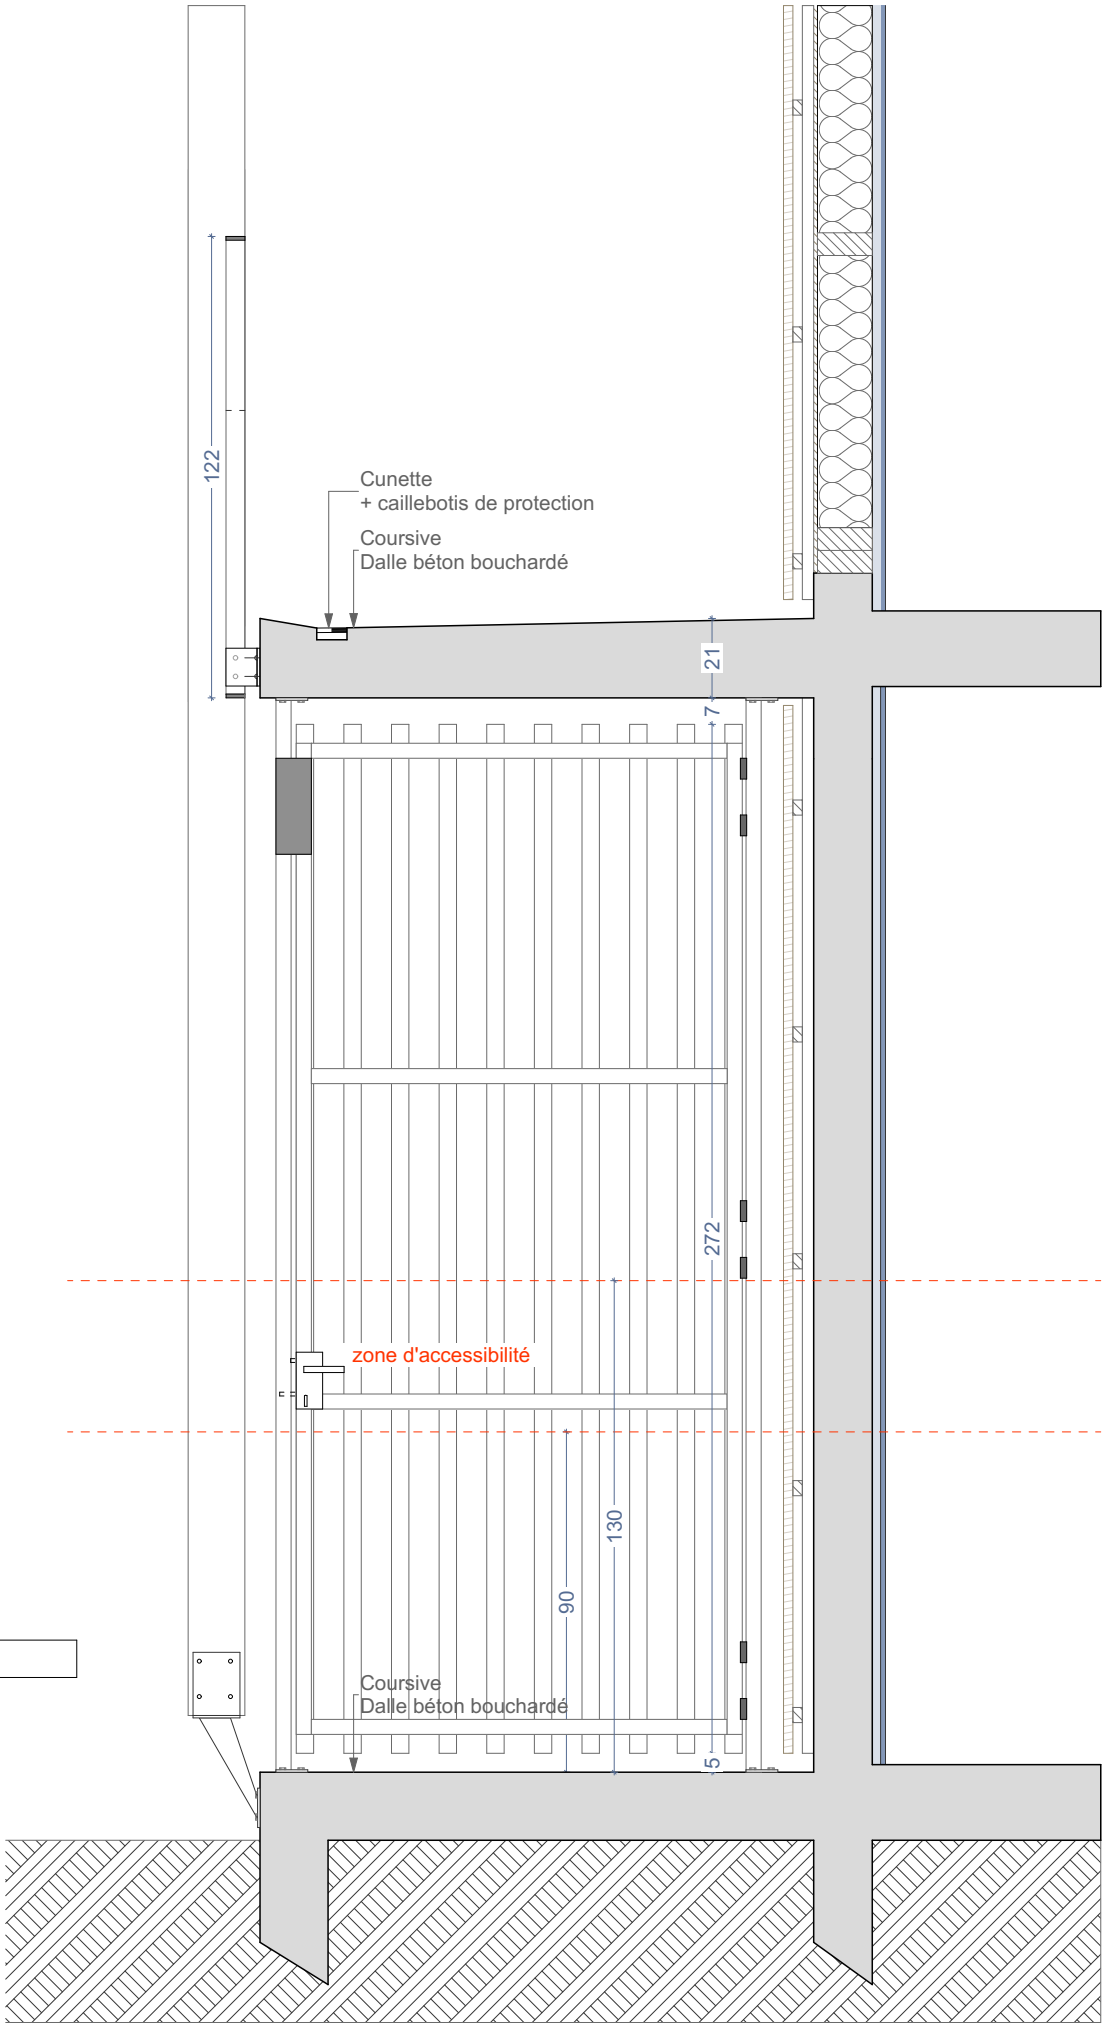 122
Cunette
+ caillebotis de protection
Coursive
Dalle béton bouchardé
21
7
272
zone d'accessibilité
130
90
Coursive
Dalle béton bouchardé
5